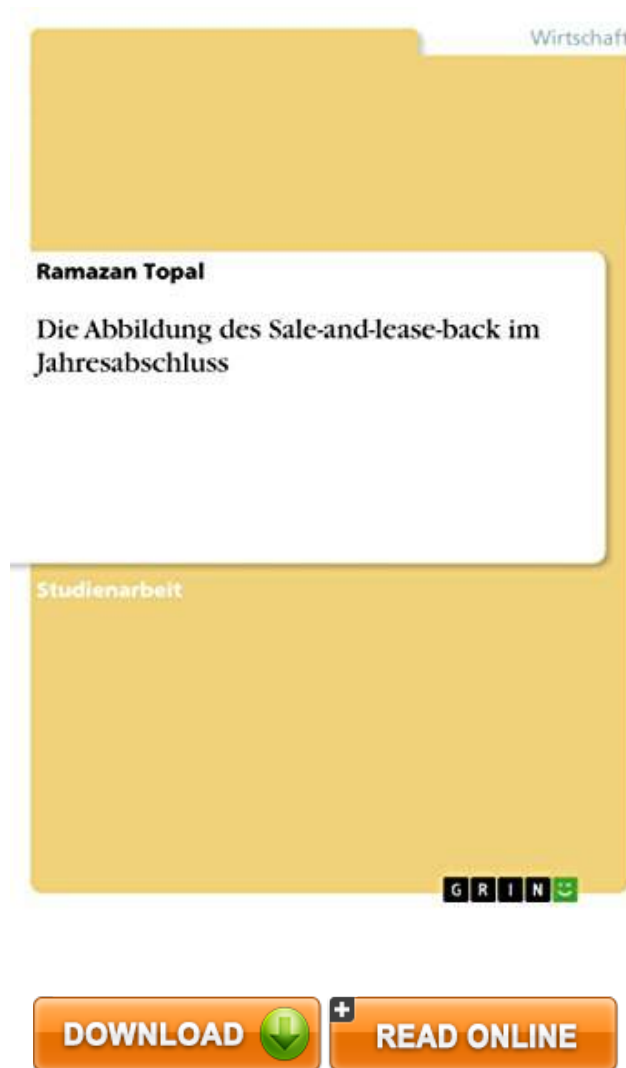 Wirtschaft
Ramazan Topal
Die Abbildung des Sale-and-lease-back im
Jahresabschluss
Studienarbeit
GRIN
DOWNLOAD
READ ONLINE